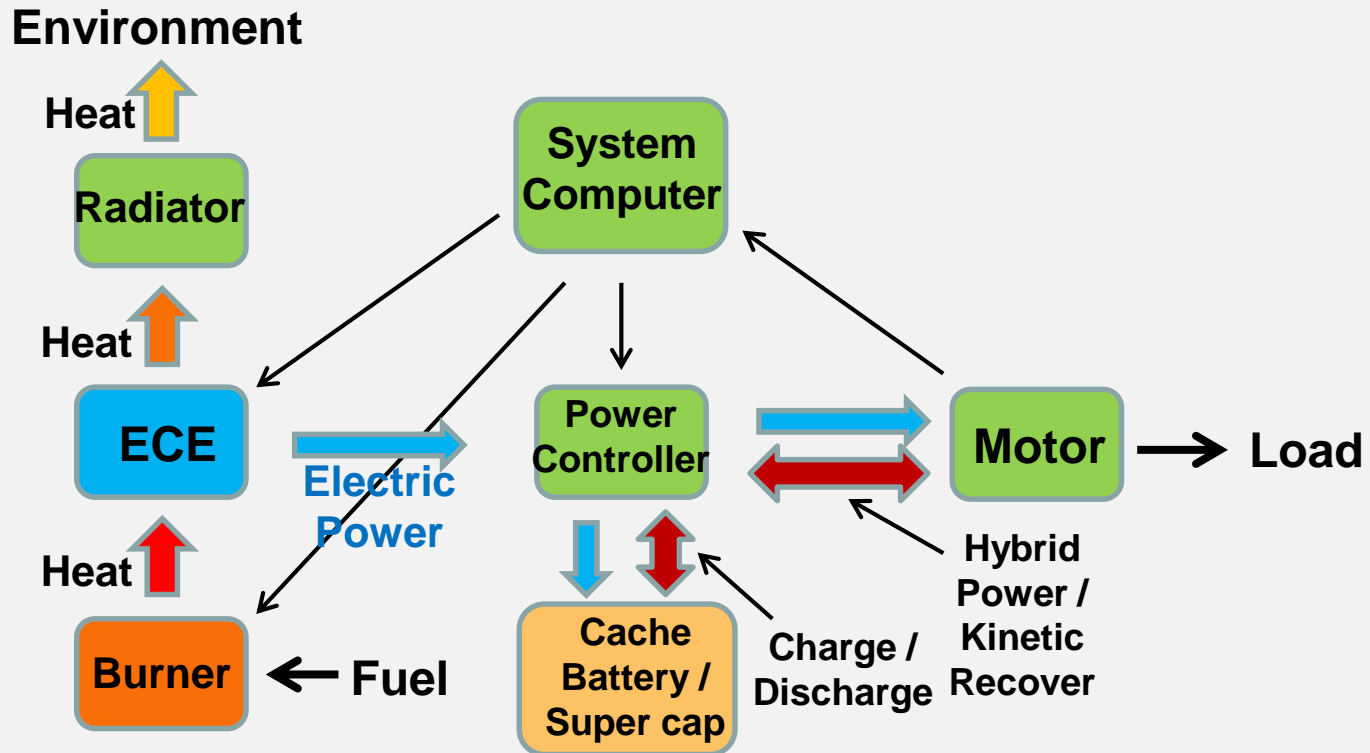 Environment
Heat
Radiator
Heat
ECE
Heat
Burner
Fuel
Electric
Power
System
Computer
Power
Controller
Cache
Battery /
Super cap
Charge /
Discharge
Motor
Load
Hybrid
Power /
Kinetic
Recover